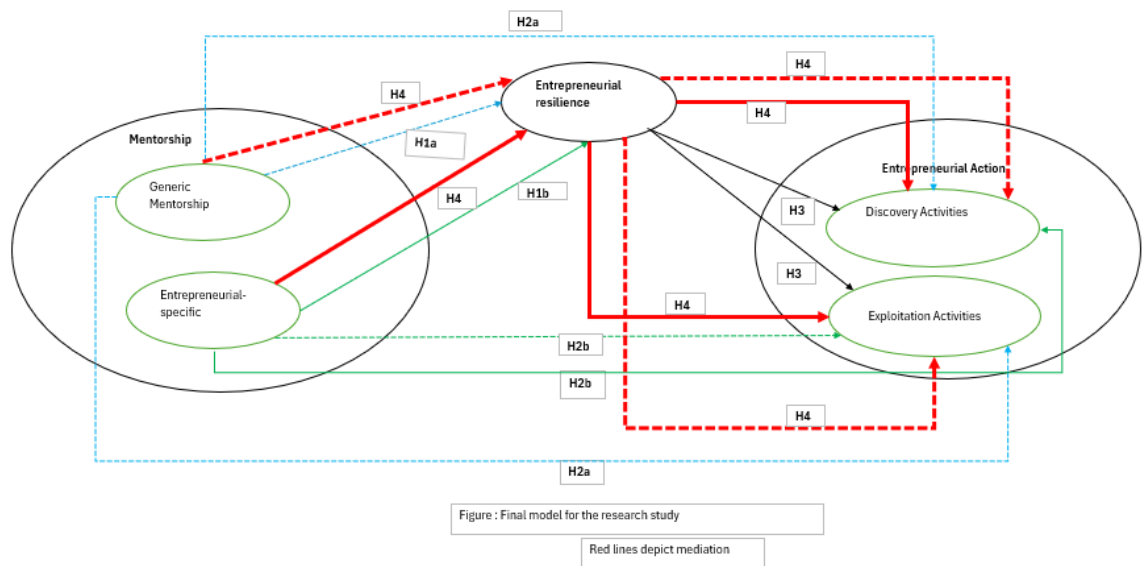 H2a
Entrepreneurial
resilience
H4
H4
H4
Mentorship
H1a
Entrepreneurial Action
Generic
Mentorship
H4
H1b
H3
Discovery Activities
H3
Entrepreneurial-
specific
H4
Exploitation Activities
H2b
H2b
H4
H2a
Figure : Final model for the research study
Red lines depict mediation